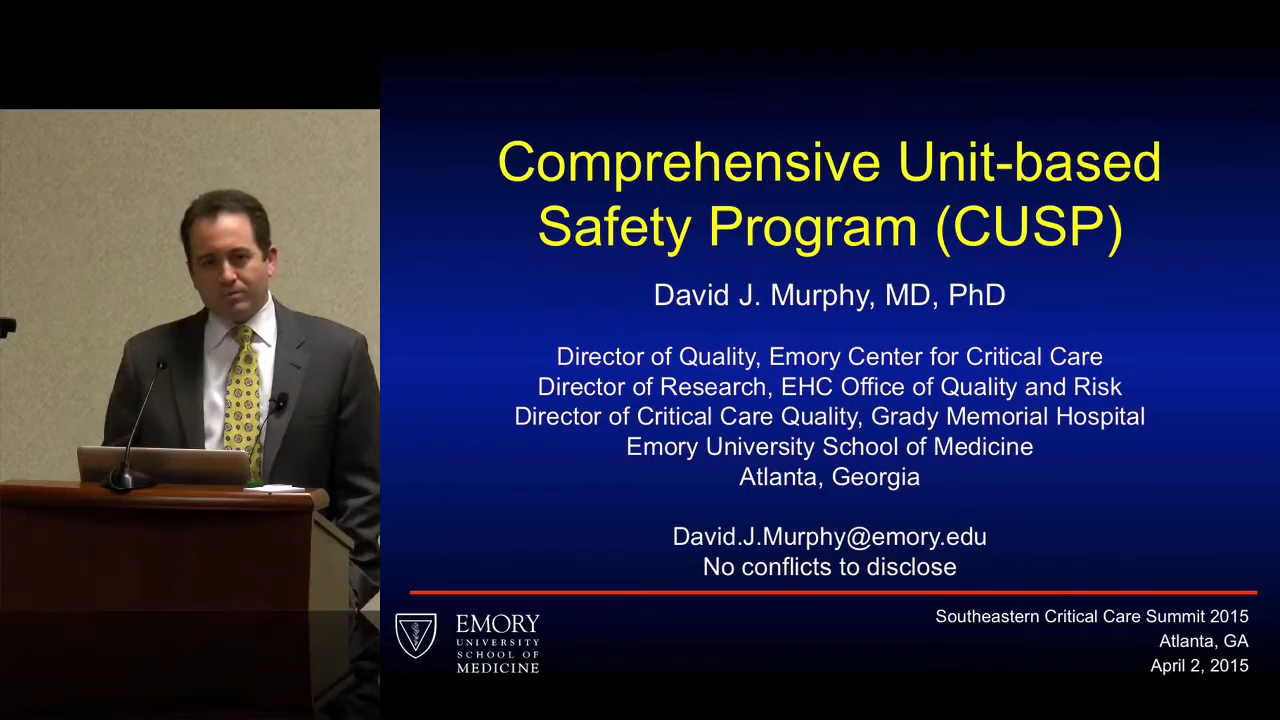 Comprehensive Unit-based
Safety Program (CUSP)
David J. Murphy, MD, PhD
Director of Quality, Emory Center for Critical Care
Director of Research, EHC Office of Quality and Risk
Director of Critical Care Quality, Grady Memorial Hospital
Emory University School of Medicine
Atlanta, Georgia
David.J.Murphy@emory.edu
No conflicts to disclose
EMORY
UNIVERSITY
SCHOOL OF
MEDICINE
Southeastern Critical Care Summit 2015
Atlanta, GA
April 2, 2015